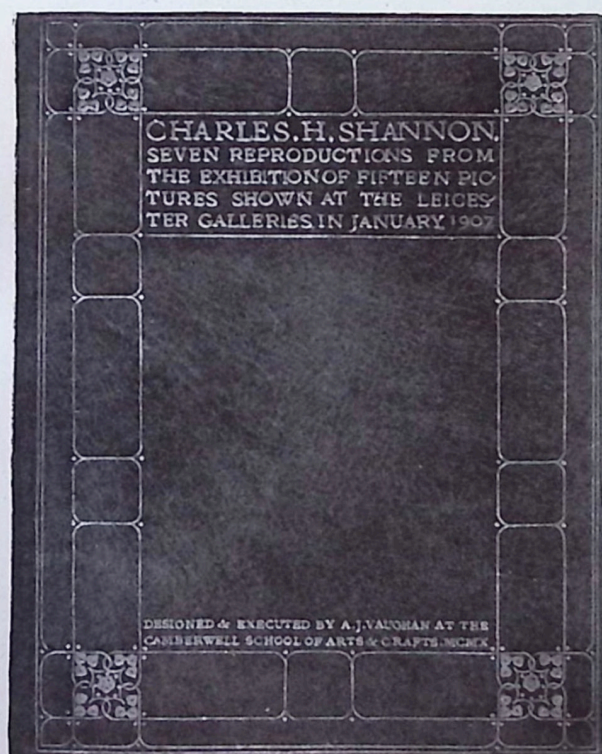 CHARLES.H.SHANNON.
SEVEN REPRODUCTIONS FROM
THE EXHIBITION OF FIFTEEN PIC-
TURES SHOWN AT THE LEICES-
TER GALLERIES IN JANUARY 1907
DESIGNED & EXECUTED BY A.J.VAUGHAN AT THE
CAMBERWELL SCHOOL OF ARTS & CRAFTS.MCMIX